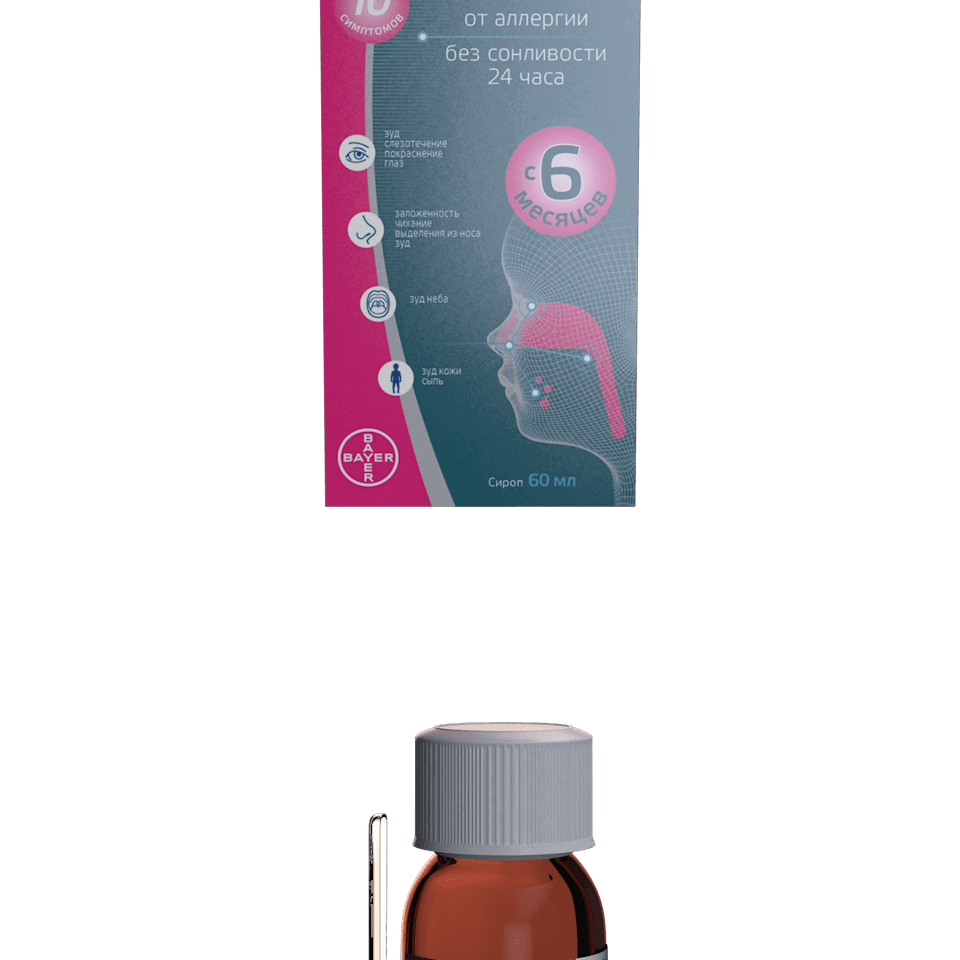 10
симптомов
от аллергии
без сонливости
24 часа
зуд
слезотечение
покраснение
глаз
с 6
месяцев
заложенность
чихание
выделения из носа
зуд
зуд неба
зуд кожи
сыпь
BAYER
BAYER
Сироп 60 мл